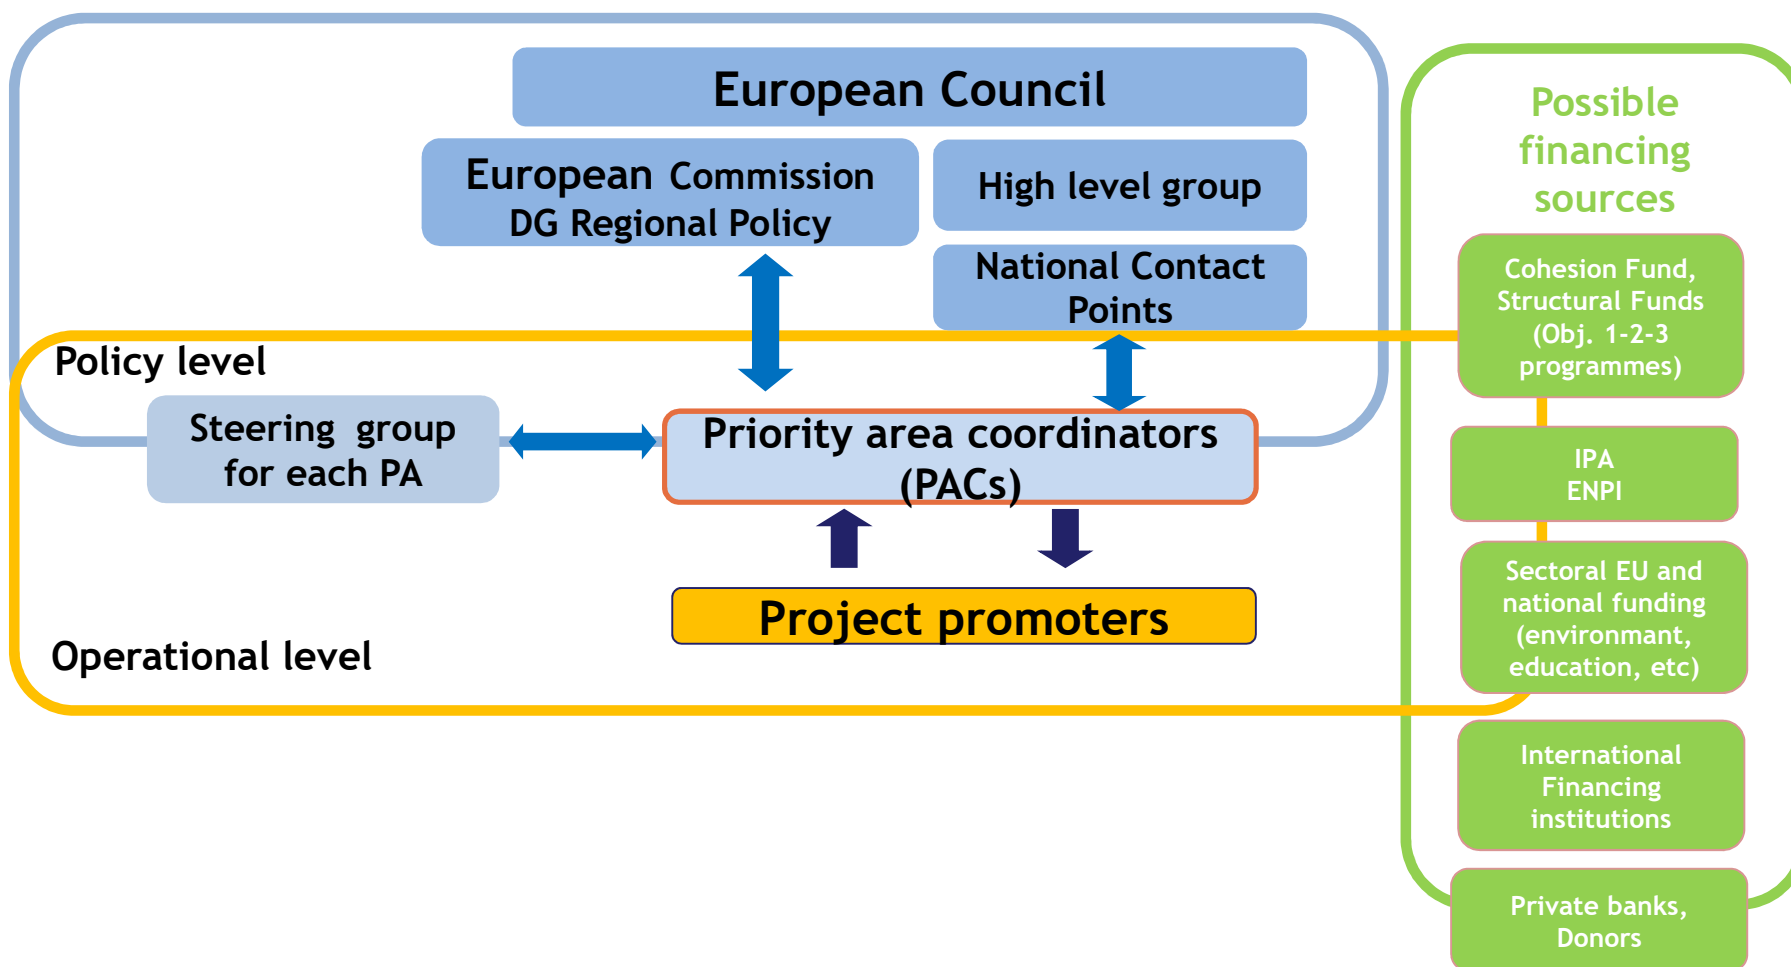 European Council
European Commission
DG Regional Policy
High level group
National Contact
Points
Policy level
Steering group
for each PA
Priority area coordinators
(PACs)
Project promoters
Operational level
Possible
financing
sources
Cohesion Fund,
Structural Funds
(Obj. 1-2-3
programmes)
IPA
ENPI
Sectoral EU and
national funding
(environmant,
education, etc)
International
Financing
institutions
Private banks,
Donors